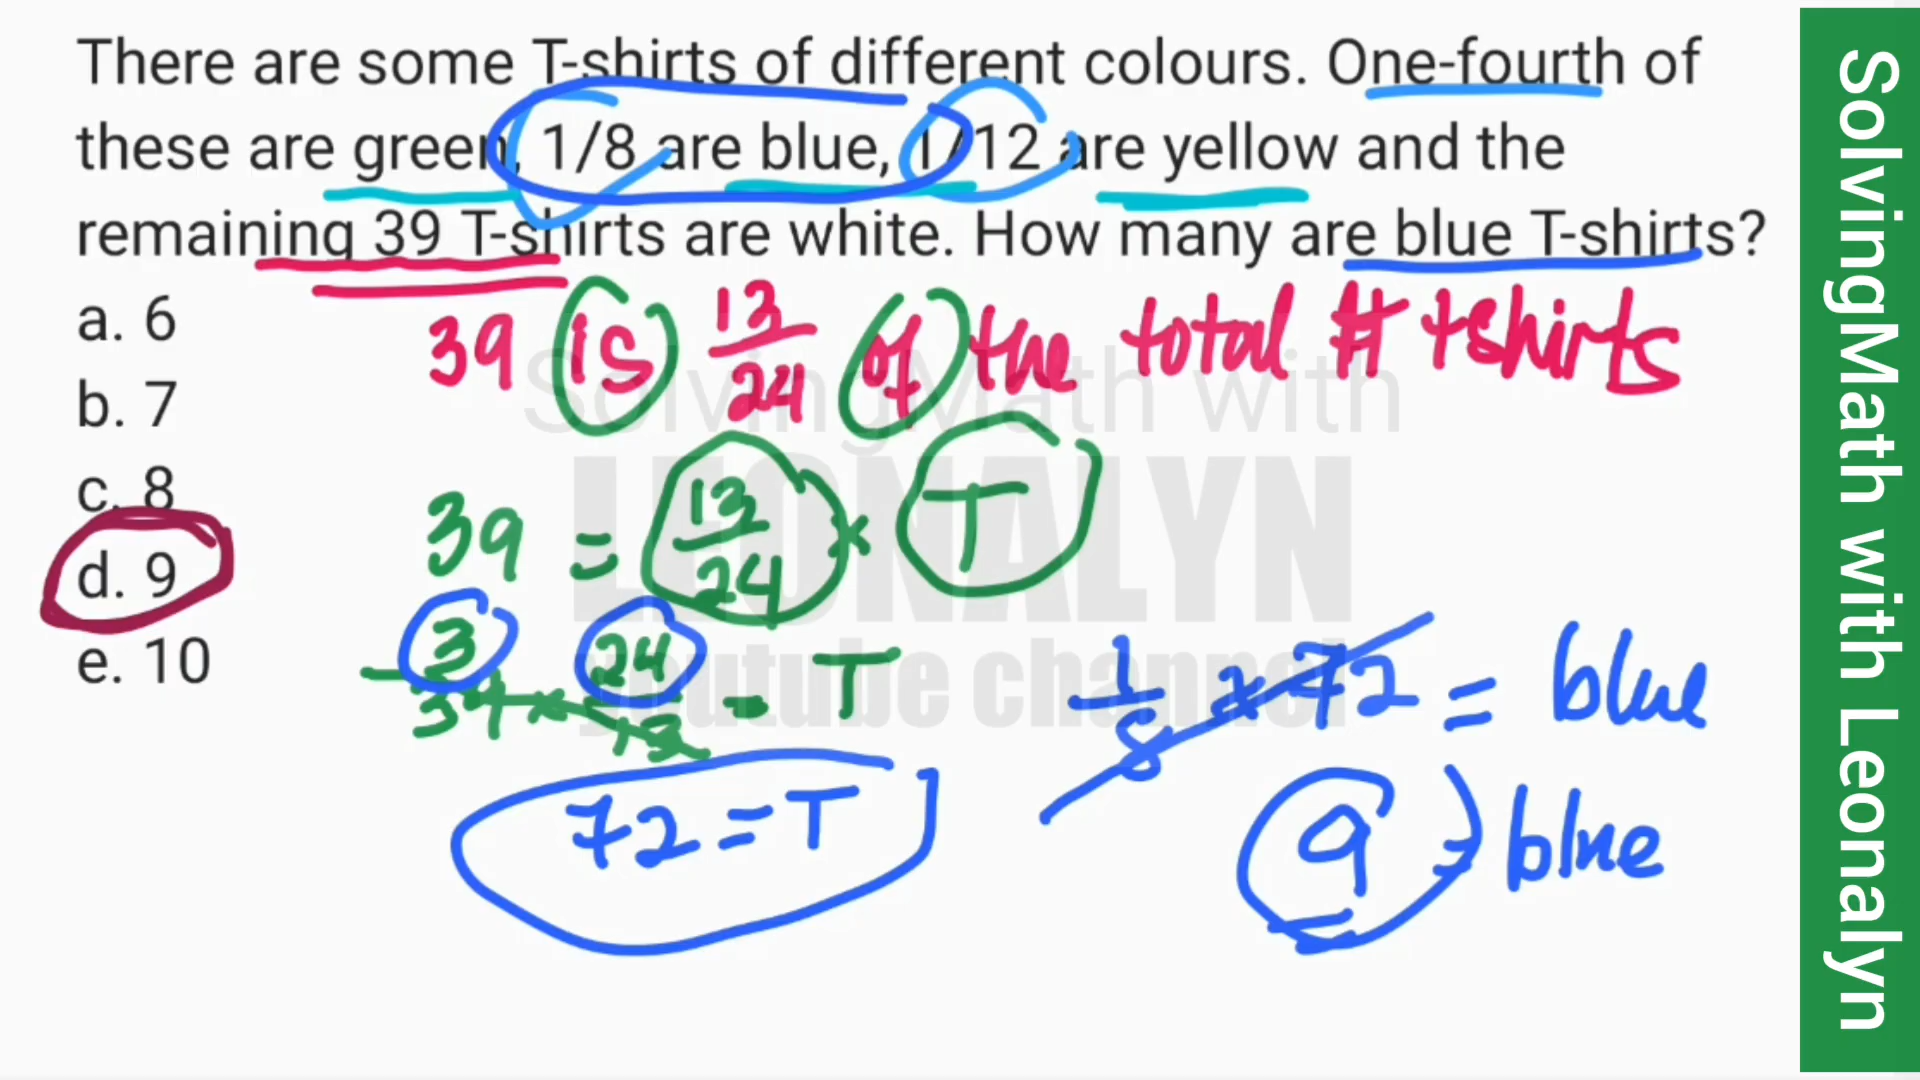 There are some T-shirts of different colours. One-fourth of
these are green, 1/8 are blue, 1/12 are yellow and the
remaining 39 T-shirts are white. How many are blue T-shirts?
a. 6
b. 7
c. 8
d. 9
e. 10
39 is 13/24 of the total # tshirts
39 = 13/24 × T
3 39 × 24/13 = T
72 = T
1/8 × 72 = blue
9 = blue
SolvingMath with
LEONALYN
youtube channel
SolvingMath with Leonalyn